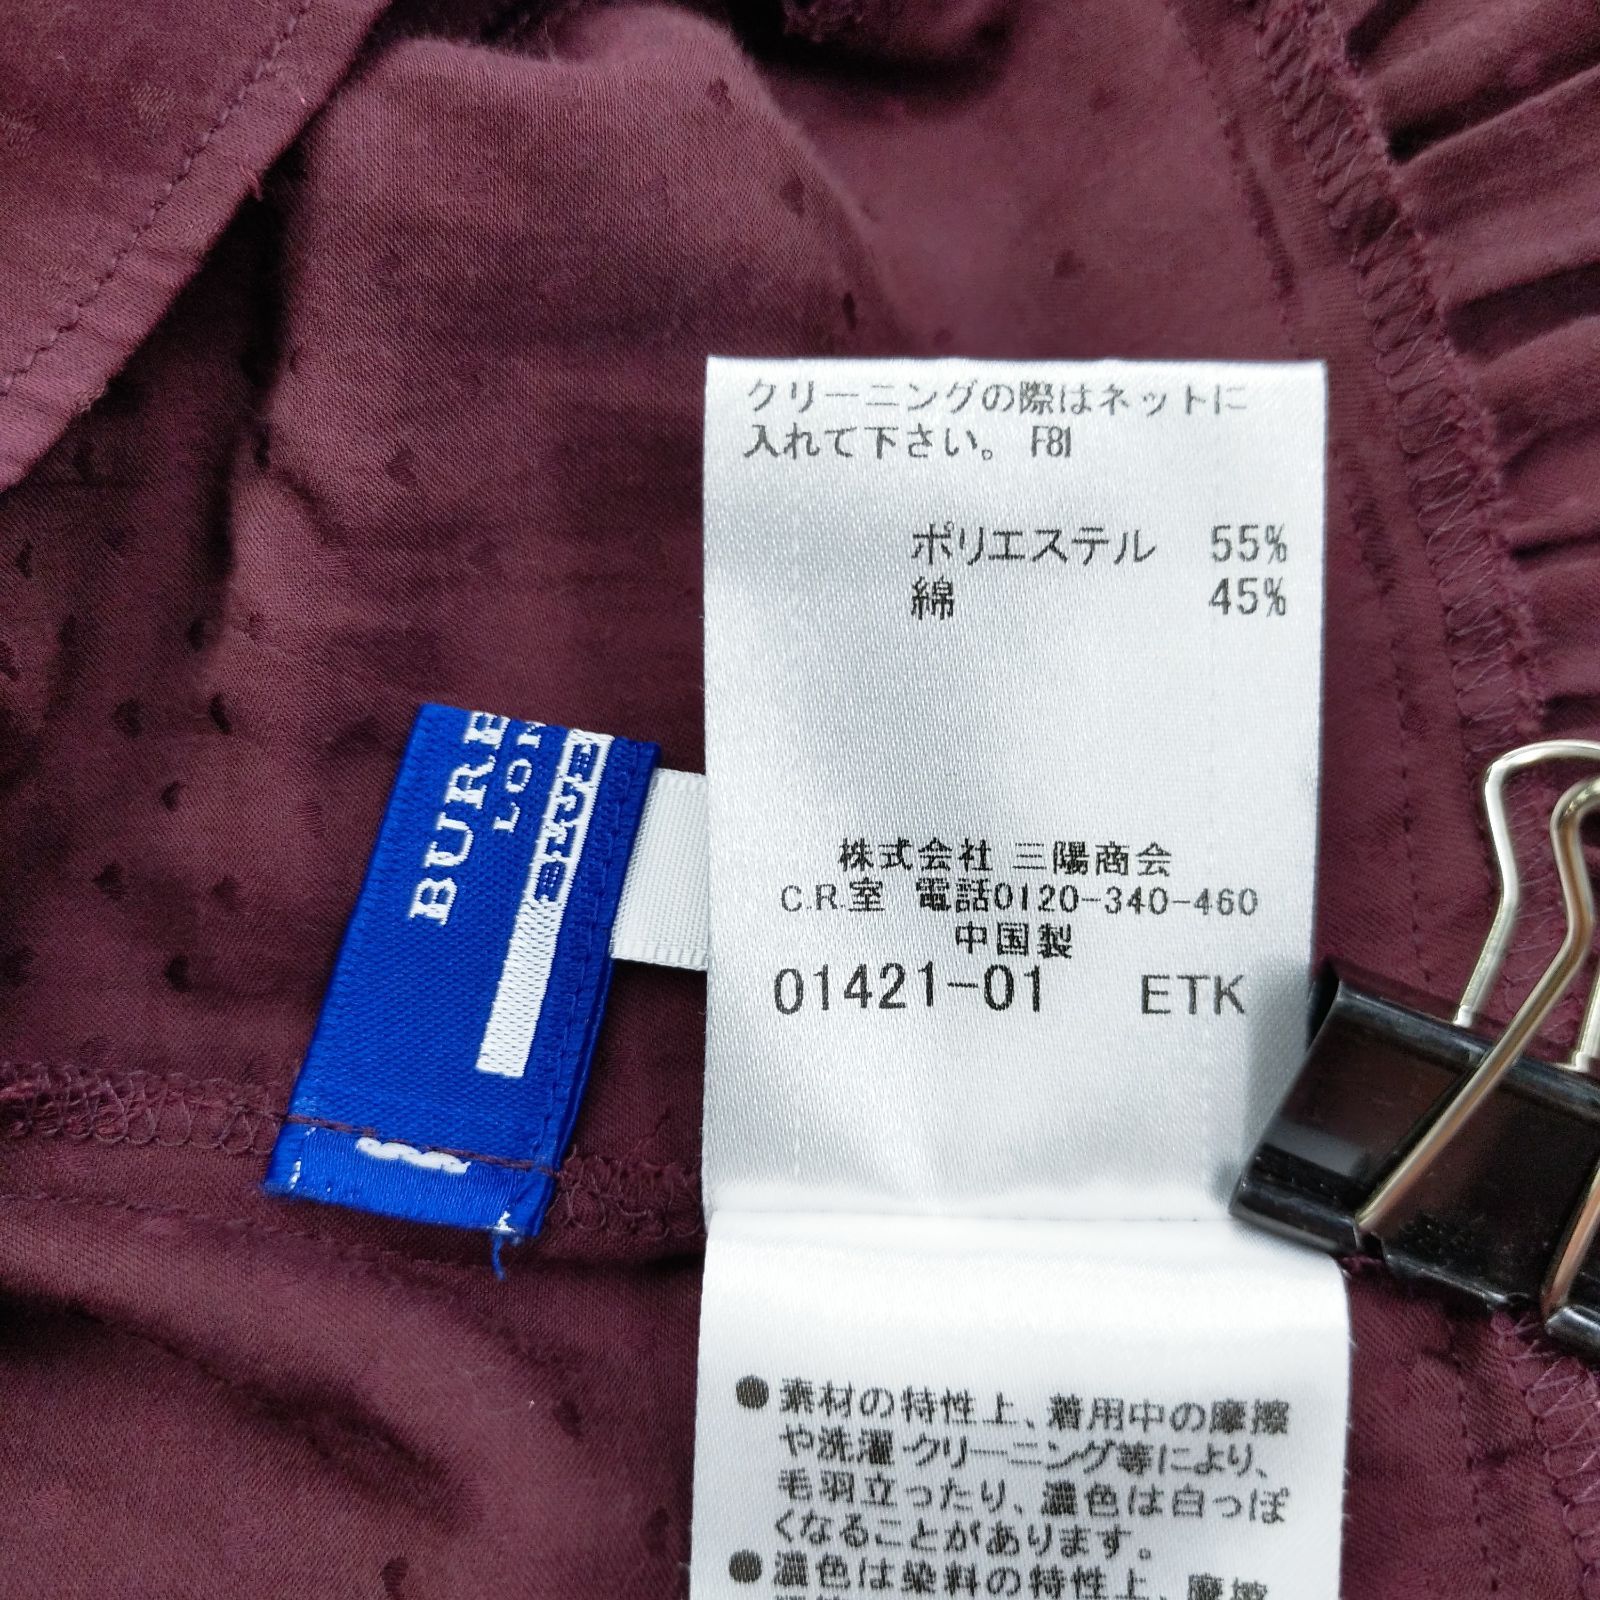 クリーニングの際はネットに
入れて下さい。 F81
ポリエステル 55%
綿 45%
株式会社 三陽商会
C.R.室 電話0120-340-460
中国製
01421-01 ETK
●素材の特性上、着用中の摩擦
や洗濯・クリーニング等により、
毛羽立ったり、濃色は白っぽ
くなることがあります。
●濃色は染料の特性上、摩擦
BURB
LON